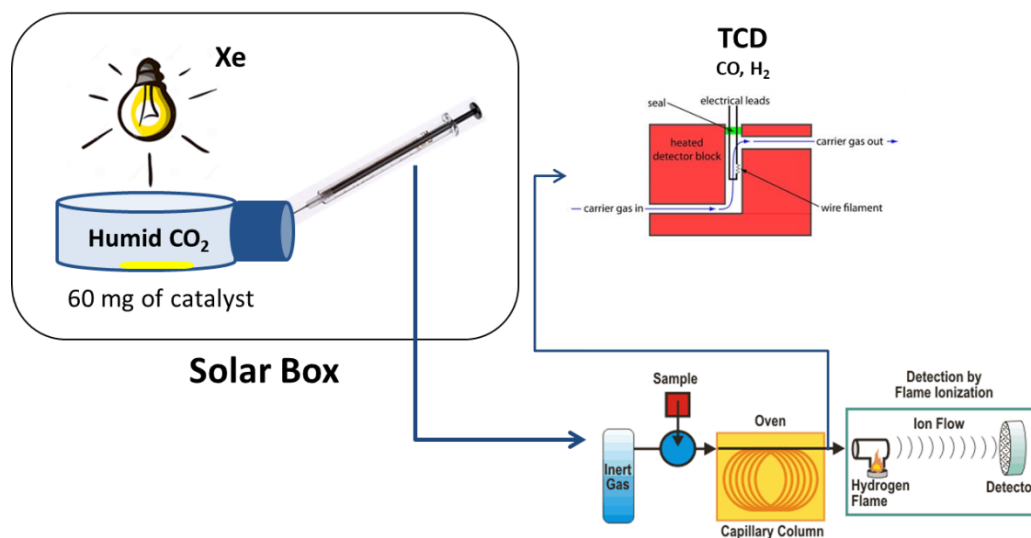 Xe
Humid CO₂
60 mg of catalyst
Solar Box
TCD
CO, H₂
electrical leads
seal
heated
detector block
carrier gas out
carrier gas in
wire filament
Sample
Oven
Inert
Gas
Capillary Column
Detection by
Flame Ionization
Ion Flow
Hydrogen
Flame
Detecto